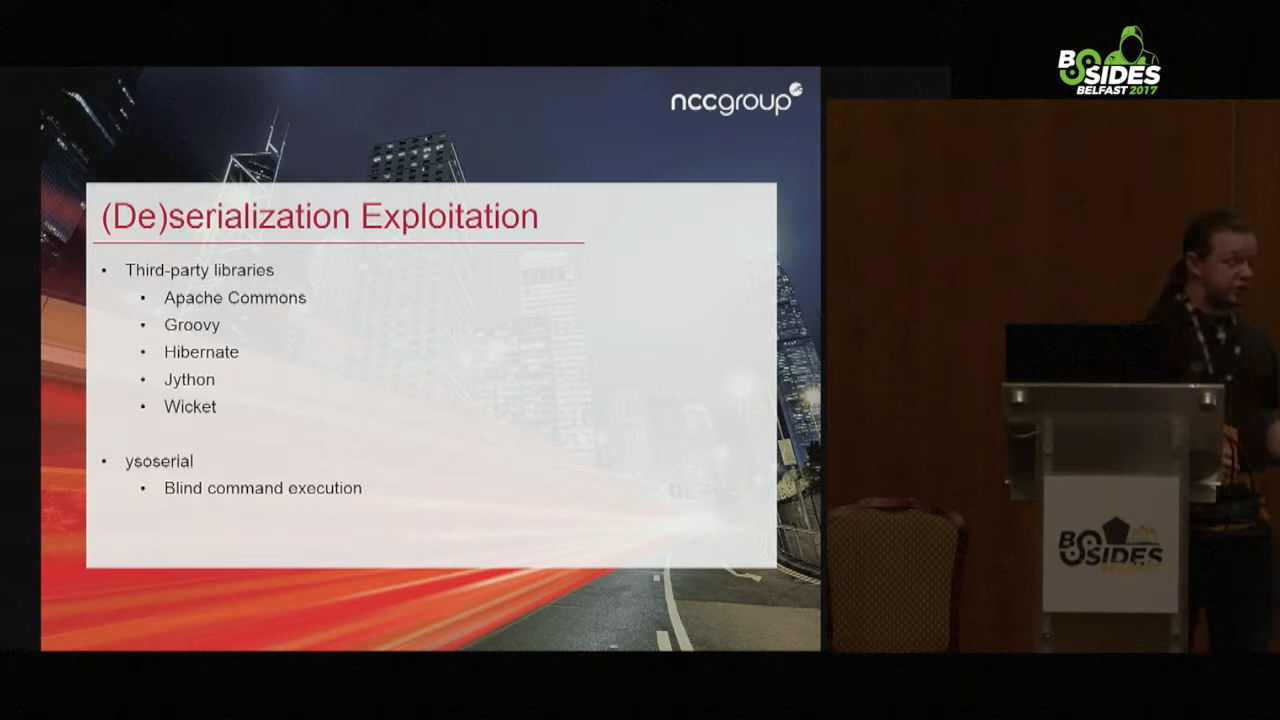 BSIDES
BELFAST 2017
nccgroup
(De)serialization Exploitation
• Third-party libraries
• Apache Commons
• Groovy
• Hibernate
• Jython
• Wicket
• ysoserial
• Blind command execution
BSIDES